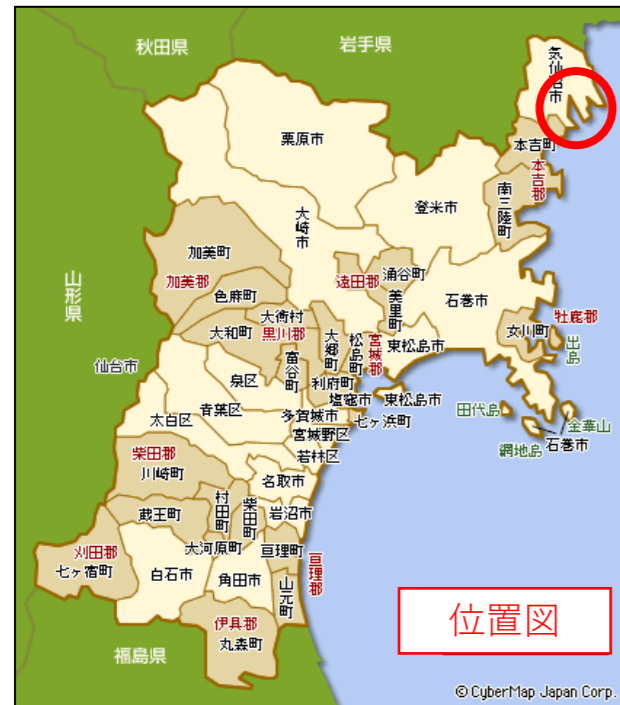 秋田県
岩手県
気仙沼市
栗原市
本吉町
本吉郡
南三陸町
登米市
大崎市
加美町
加美郡
色麻町
遠田郡
涌谷町
美里町
石巻市
山形県
大衡村
大和町
黒川郡
大郷町
松島町
宮城郡
東松島市
女川町
牡鹿郡
出島
富谷町
利府町
仙台市
泉区
塩竈市
東松島市
青葉区
多賀城市
七ヶ浜町
田代島
金華山
太白区
宮城野区
網地島
石巻市
若林区
柴田郡
川崎町
名取市
村田町
柴田町
蔵王町
岩沼市
大河原町
亘理町
亘理郡
刈田郡
七ヶ宿町
白石市
角田市
山元町
伊具郡
丸森町
位置図
福島県
© CyberMap Japan Corp.